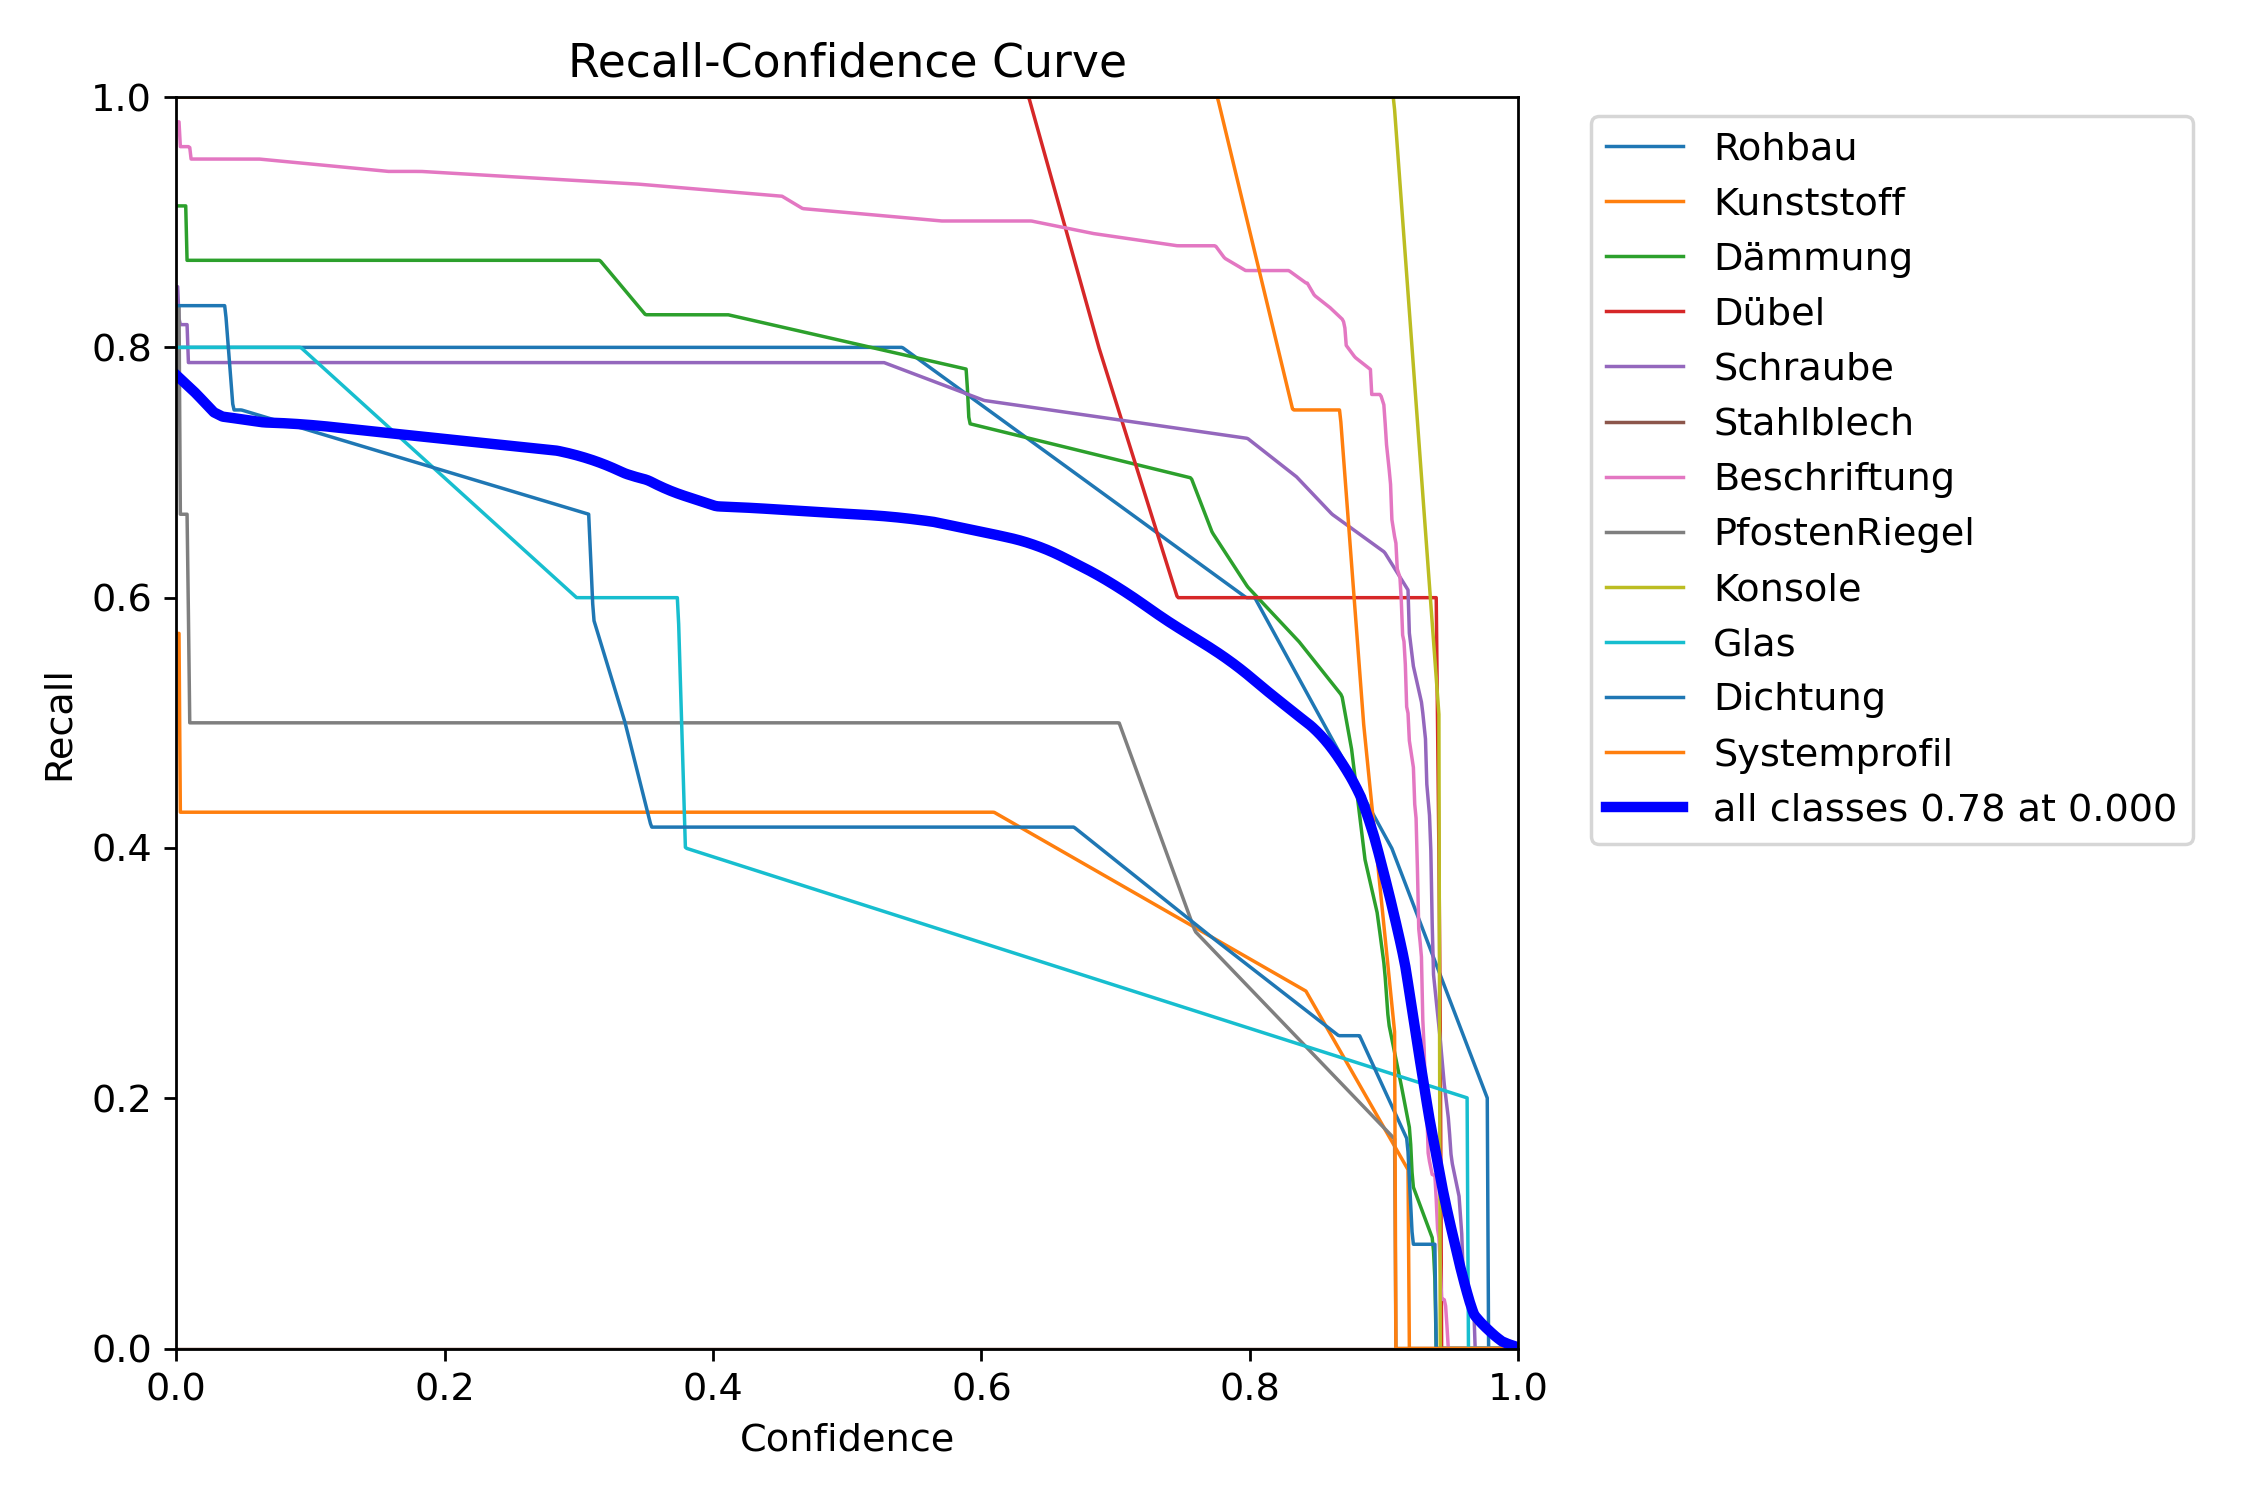 Recall-Confidence Curve
1.0
0.8
0.6
0.4
0.2
0.0
Recall
0.0 0.2 0.4 0.6 0.8 1.0
Confidence
Rohbau
Kunststoff
Dämmung
Dübel
Schraube
Stahlblech
Beschriftung
PfostenRiegel
Konsole
Glas
Dichtung
Systemprofil
all classes 0.78 at 0.000